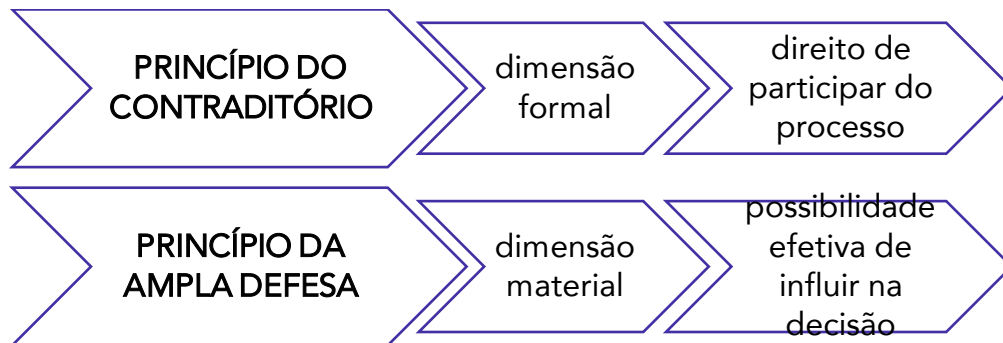 PRINCÍPIO DO
CONTRADITÓRIO
dimensão
formal
direito de
participar do
processo
PRINCÍPIO DA
AMPLA DEFESA
dimensão
material
possibilidade
efetiva de
influir na
decisão